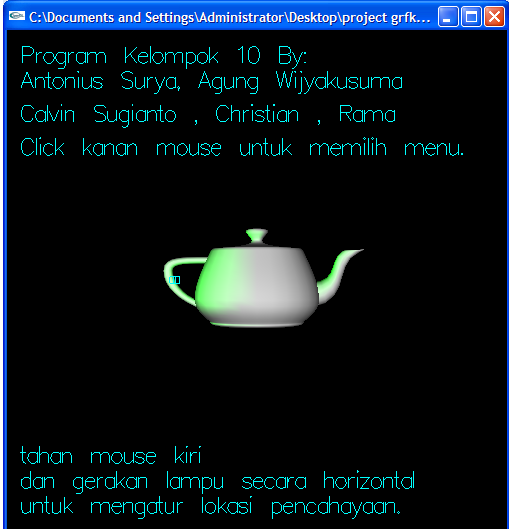 C:\Documents and Settings\Administrator\Desktop\project grfk...
Program Kelompok 10 By:
Antonius Surya, Agung Wijyakusuma
Calvin Sugianto , Christian , Rama
Click kanan mouse untuk memilih menu.
tahan mouse kiri
dan gerakan lampu secara horizontal
untuk mengatur lokasi pencahayaan.